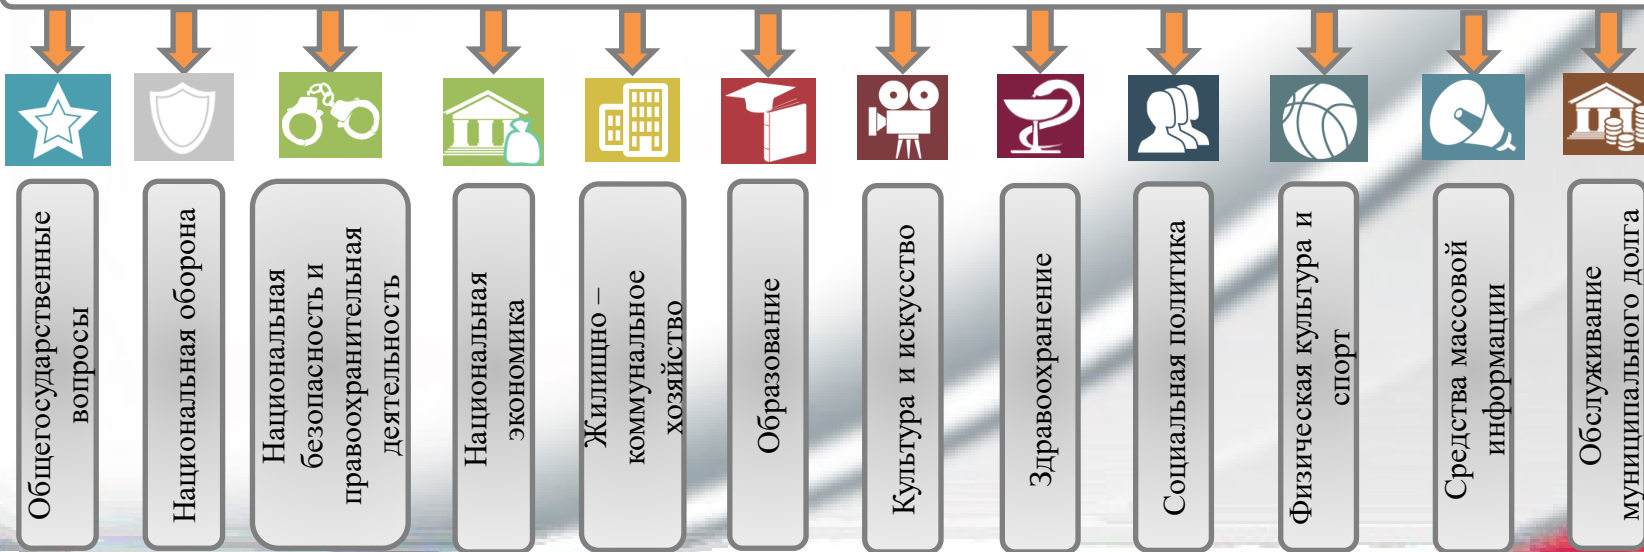 Общегосударственные
вопросы
Национальная оборона
Национальная
безопасность и
правоохранительная
деятельность
Национальная
экономика
Жилищно –
коммунальное
хозяйство
Образование
Культура и искусство
Здравоохранение
Социальная политика
Физическая культура и
спорт
Средства массовой
информации
Обслуживание
муниципального долга